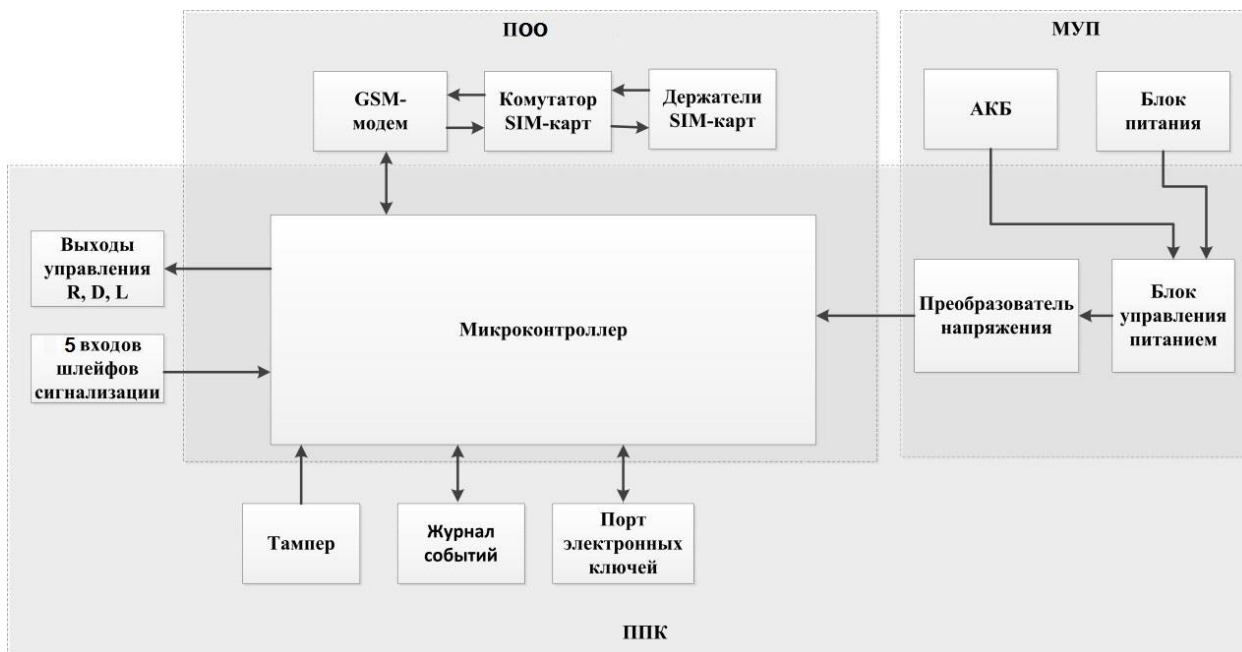 ПОО
МУП
GSM-
модем
Комутатор
SIM-карт
Держатели
SIM-карт
АКБ
Блок
питания
Выходы
управления
R, D, L
5 входов
шлейфов
сигнализации
Микроконтроллер
Преобразователь
напряжения
Блок
управления
питанием
Тампер
Журнал
событий
Порт
электронных
ключей
ППК